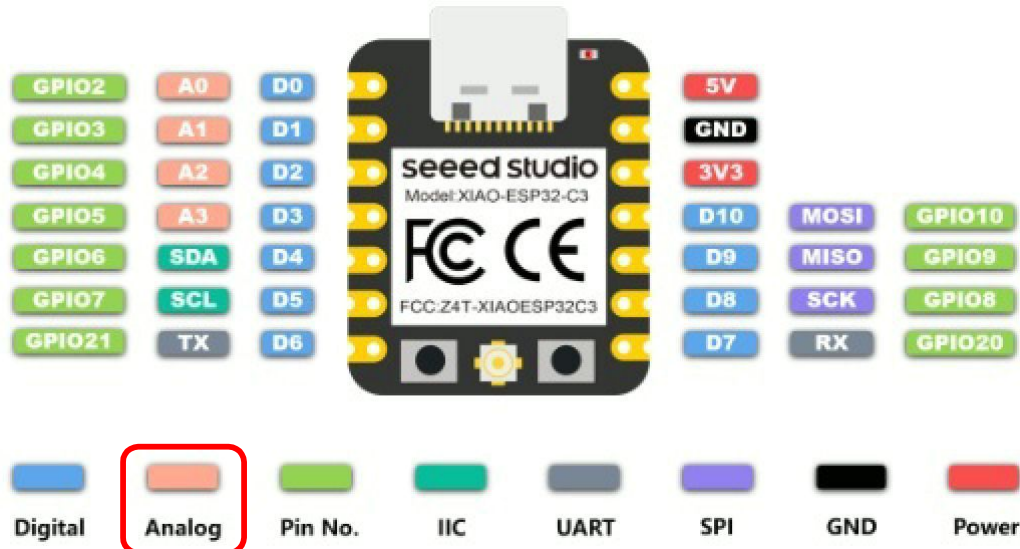 GPIO2 A0 D0 5V
GPIO3 A1 D1 GND
GPIO4 A2 D2 seeed studio 3V3
Model:XIAO-ESP32-C3
GPIO5 A3 D3 FC CE D10 MOSI GPIO10
GPIO6 SDA D4 D9 MISO GPIO9
GPIO7 SCL D5 FCC:Z4T-XIAOESP32C3 D8 SCK GPIO8
GPIO21 TX D6 D7 RX GPIO20
Digital Analog Pin No. IIC UART SPI GND Power